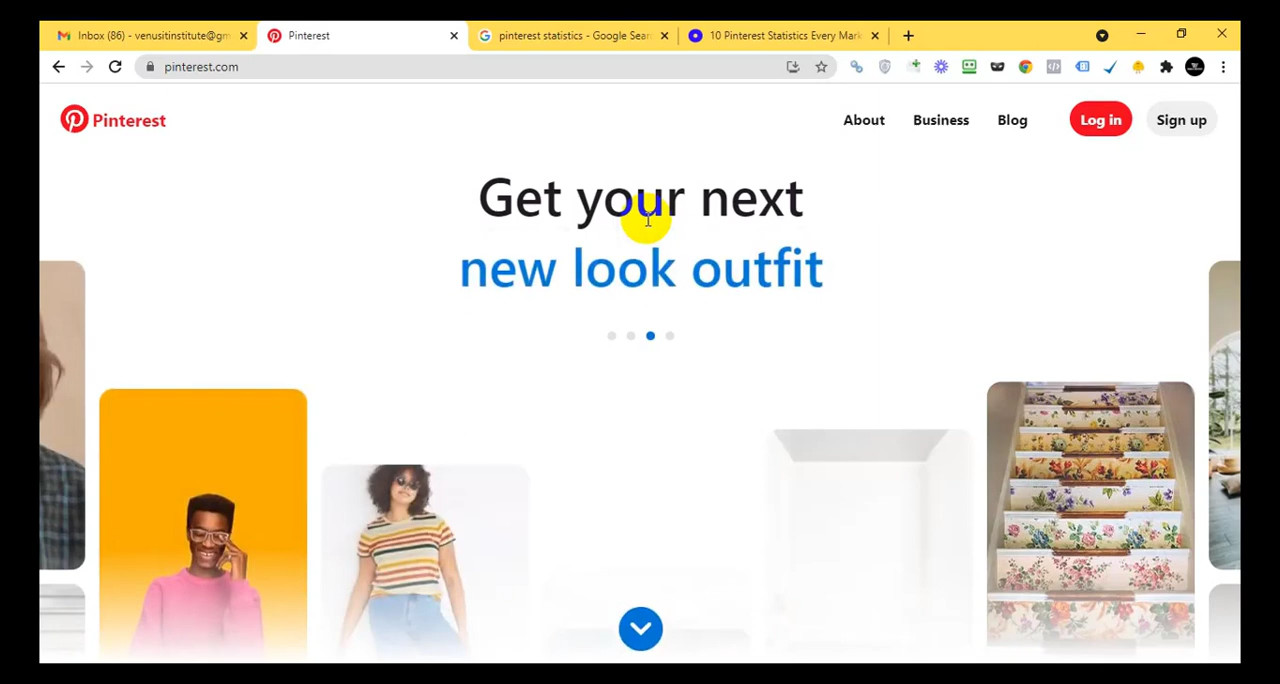 Inbox (86) - venusitinstitute@gm
Pinterest
pinterest statistics - Google Sear
10 Pinterest Statistics Every Mark
pinterest.com
Pinterest
About
Business
Blog
Log in
Sign up
Get your next
new look outfit